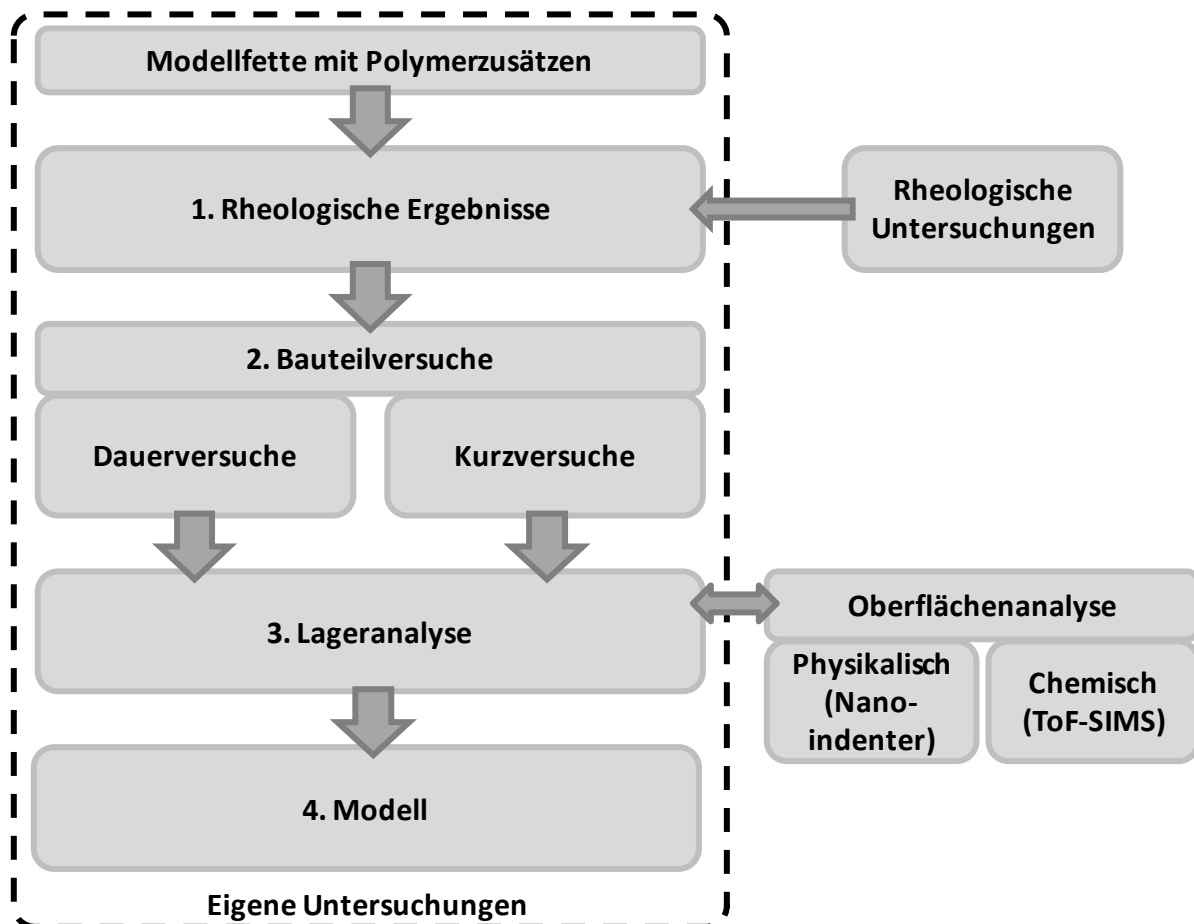 Modellfette mit Polymerzusätzen
1. Rheologische Ergebnisse
Rheologische
Untersuchungen
2. Bauteilversuche
Dauerversuche
Kurzversuche
3. Lageranalyse
Oberflächenanalyse
Physikalisch
(Nano-
indenter)
Chemisch
(ToF-SIMS)
4. Modell
Eigene Untersuchungen